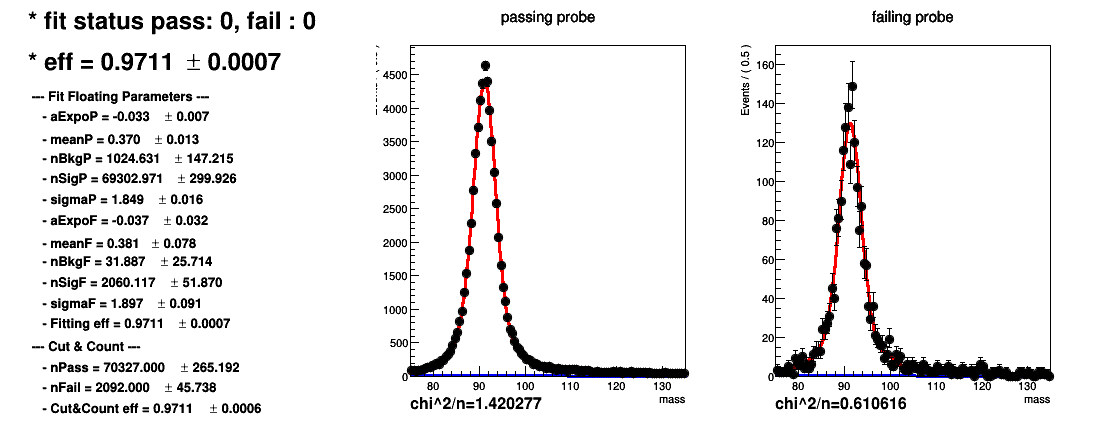 * fit status pass: 0, fail : 0
* eff = 0.9711 ± 0.0007
--- Fit Floating Parameters ---
- aExpoP = -0.033 ± 0.007
- meanP = 0.370 ± 0.013
- nBkgP = 1024.631 ± 147.215
- nSigP = 69302.971 ± 299.926
- sigmaP = 1.849 ± 0.016
- aExpoF = -0.037 ± 0.032
- meanF = 0.381 ± 0.078
- nBkgF = 31.887 ± 25.714
- nSigF = 2060.117 ± 51.870
- sigmaF = 1.897 ± 0.091
- Fitting eff = 0.9711 ± 0.0007
--- Cut & Count ---
- nPass = 70327.000 ± 265.192
- nFail = 2092.000 ± 45.738
- Cut&Count eff = 0.9711 ± 0.0006
passing probe
4500
4000
3500
3000
2500
2000
1500
1000
500
0
80 90 100 110 120 130
mass
chi^2/n=1.420277
failing probe
Events / ( 0.5 )
160
140
120
100
80
60
40
20
0
80 90 100 110 120 130
mass
chi^2/n=0.610616